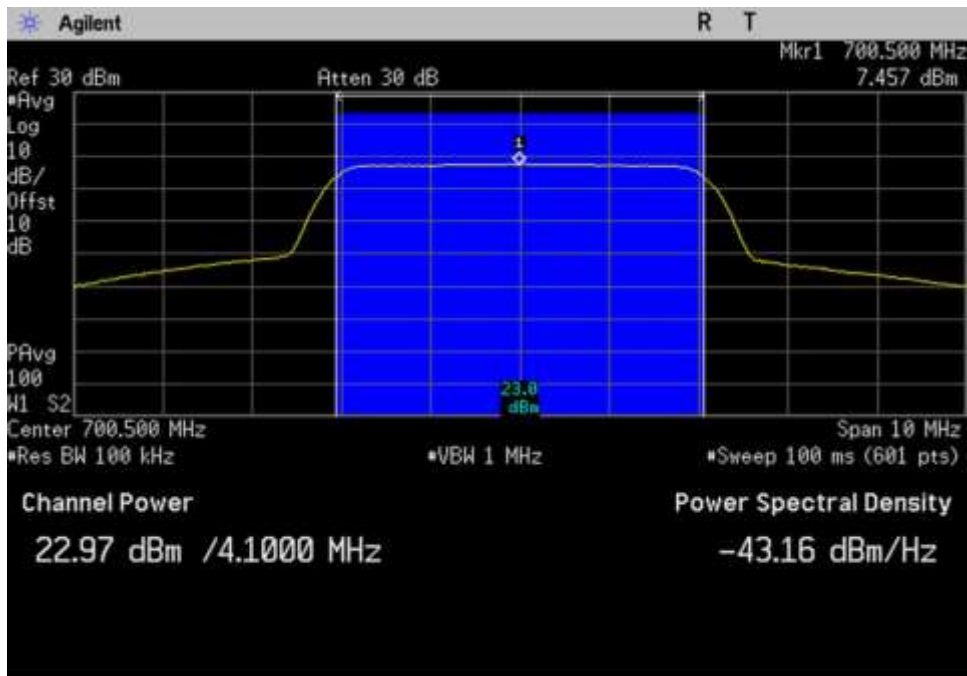 Agilent R T
Mkr1 700.500 MHz
Ref 30 dBm Atten 30 dB 7.457 dBm
#Avg
Log
10
dB/
Offst
10
dB
1
PAvg
100
W1 S2
23.0
dBm
Center 700.500 MHz Span 10 MHz
#Res BW 100 kHz #VBW 1 MHz #Sweep 100 ms (601 pts)
Channel Power Power Spectral Density
22.97 dBm /4.1000 MHz -43.16 dBm/Hz